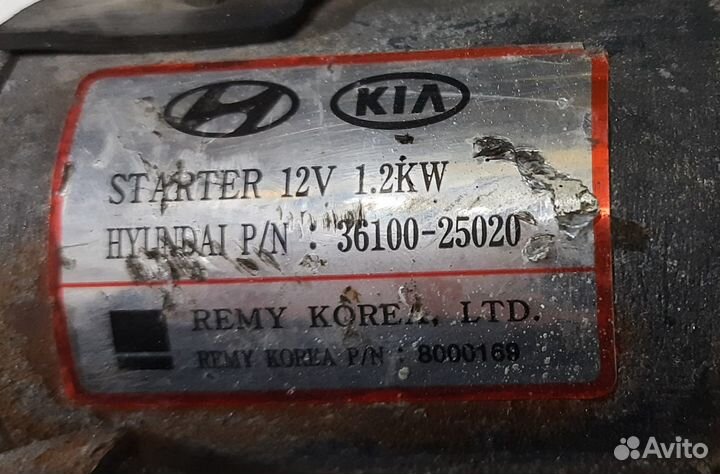 KIA
STARTER 12V 1.2KW
HYUNDAI P/N : 36100-25020
REMY KOREA, LTD.
REMY KOREA P/N : 8000169
Avito